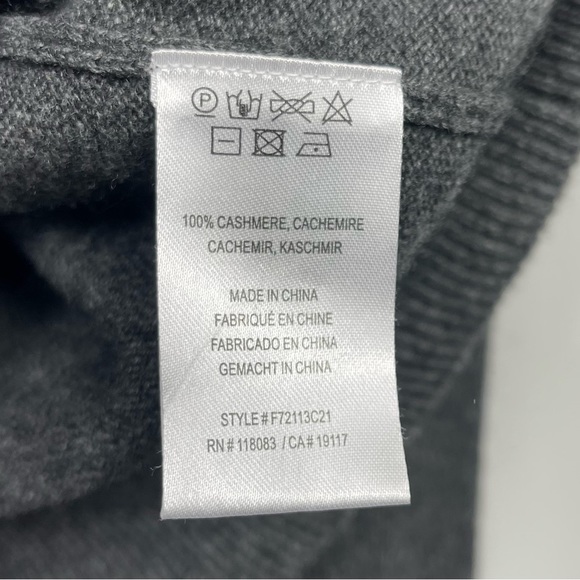 P
100% CASHMERE, CACHEMIRE
CACHEMIR, KASCHMIR
MADE IN CHINA
FABRIQUÉ EN CHINE
FABRICADO EN CHINA
GEMACHT IN CHINA
STYLE # F72113C21
RN # 118083 / CA# 19117